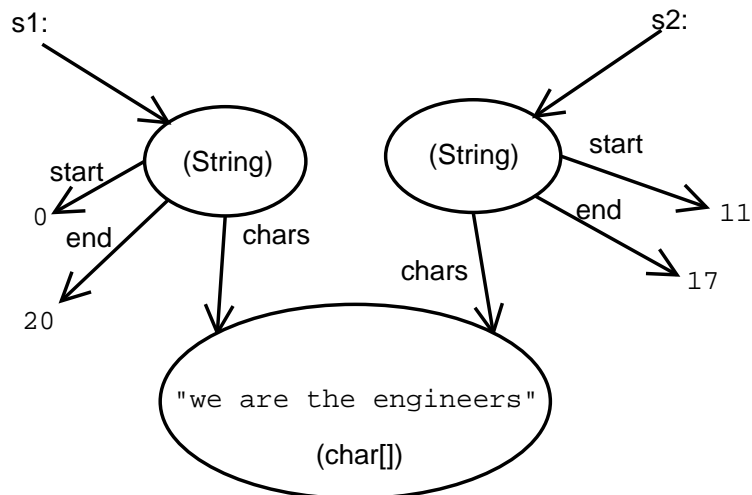 s1:
s2:
(String)
(String)
start
start
0
11
end
end
chars
chars
20
17
"we are the engineers"
(char[])